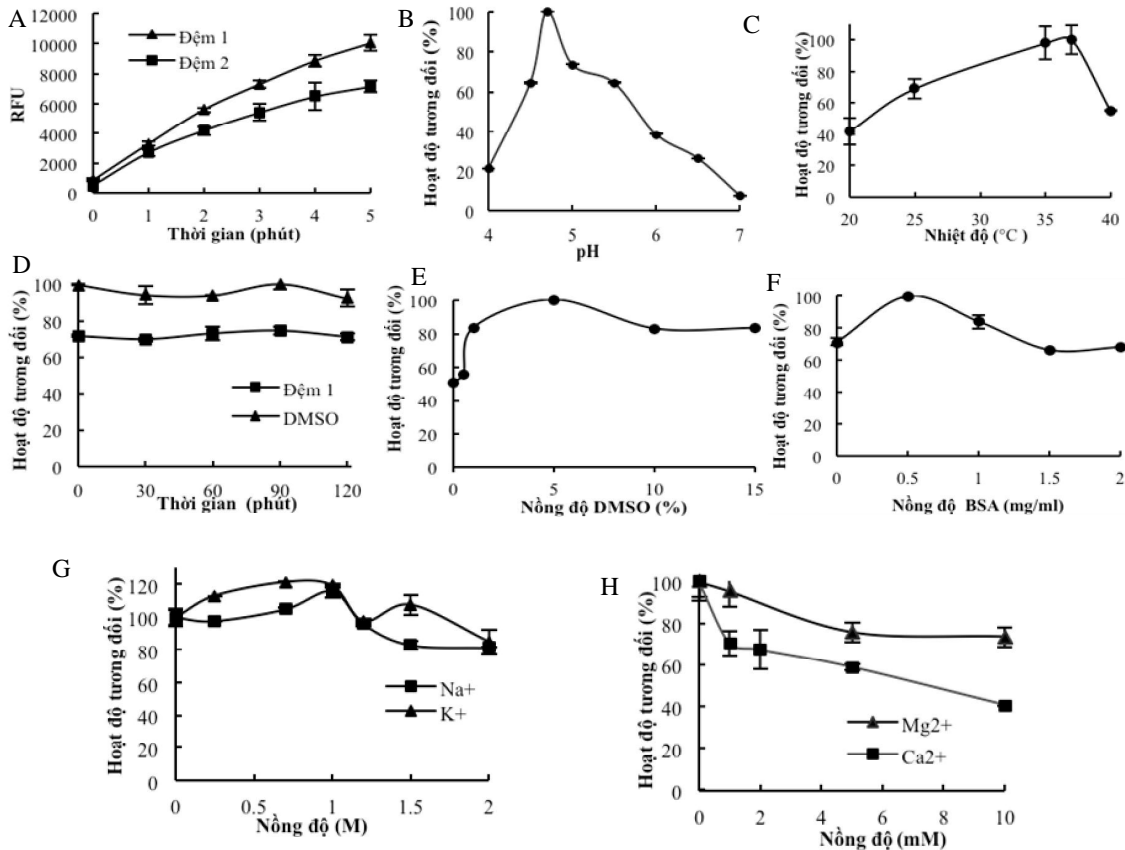 A
RFU
12000
10000
8000
6000
4000
2000
0
Đệm 1
Đệm 2
0 1 2 3 4 5
Thời gian (phút)
B
Hoạt độ tương đối (%)
100
80
60
40
20
0
4 5 6 7
pH
C
Hoạt độ tương đối (%)
100
80
60
40
20
0
20 25 30 35 40
Nhiệt độ (°C )
D
Hoạt độ tương đối (%)
100
80
60
40
20
0
Đệm 1
DMSO
0 30 60 90 120
Thời gian (phút)
E
Hoạt độ tương đối (%)
100
80
60
40
20
0
0 5 10 15
Nồng độ DMSO (%)
F
Hoạt độ tương đối (%)
100
80
60
40
20
0
0 0.5 1 1.5 2
Nồng độ BSA (mg/ml)
G
Hoạt độ tương đối (%)
120
100
80
60
40
20
0
Na+
K+
0 0.5 1 1.5 2
Nồng độ (M)
H
Hoạt độ tương đối (%)
100
80
60
40
20
0
Mg2+
Ca2+
0 2 4 6 8 10
Nồng độ (mM)